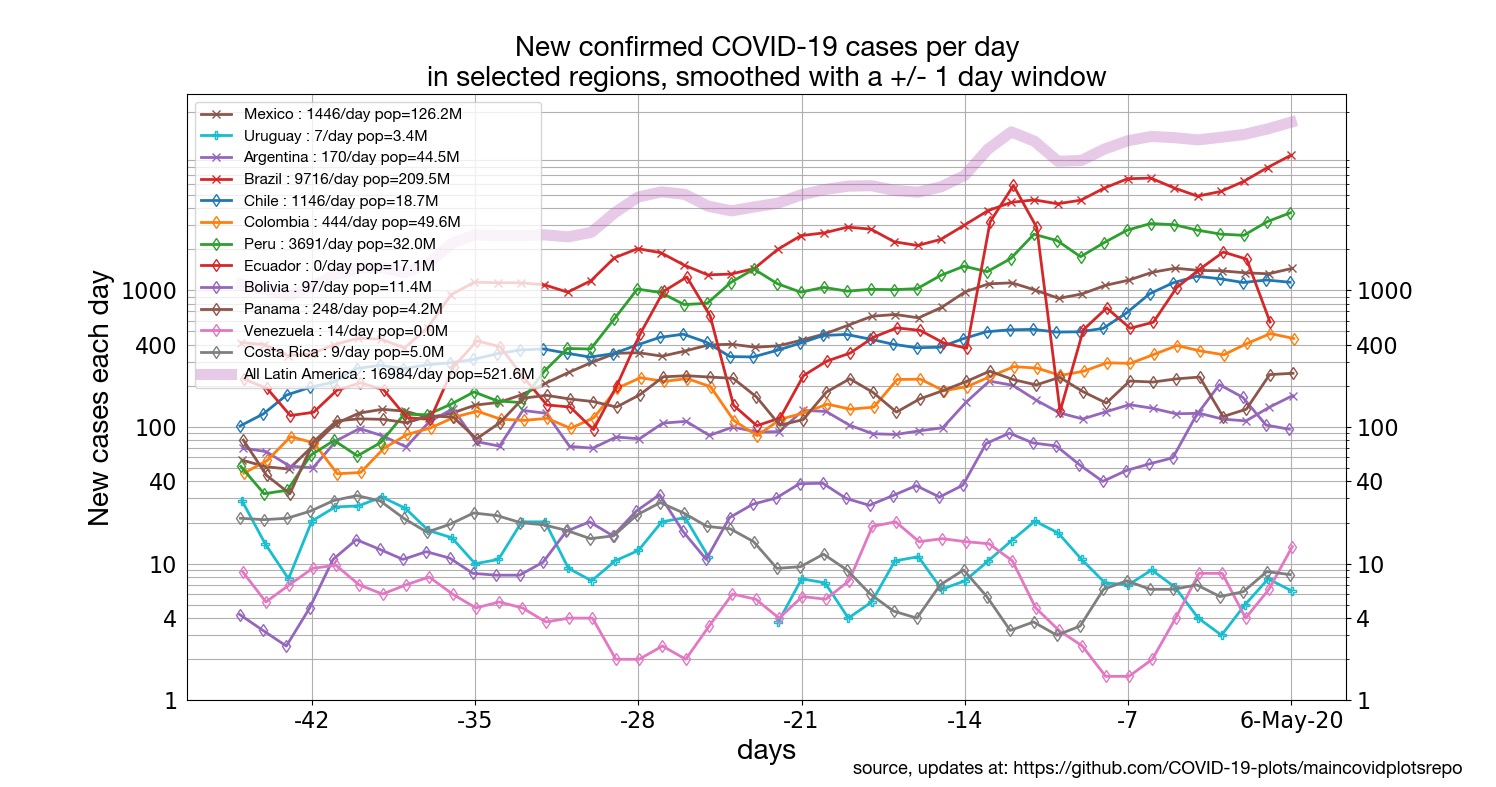 New confirmed COVID-19 cases per day
in selected regions, smoothed with a +/- 1 day window
Mexico : 1446/day pop=126.2M
Uruguay : 7/day pop=3.4M
Argentina : 170/day pop=44.5M
Brazil : 9716/day pop=209.5M
Chile : 1146/day pop=18.7M
Colombia : 444/day pop=49.6M
Peru : 3691/day pop=32.0M
Ecuador : 0/day pop=17.1M
Bolivia : 97/day pop=11.4M
Panama : 248/day pop=4.2M
Venezuela : 14/day pop=0.0M
Costa Rica : 9/day pop=5.0M
All Latin America : 16984/day pop=521.6M
New cases each day
1000
400
100
40
10
4
1
1000
400
100
40
10
4
1
-42 -35 -28 -21 -14 -7 6-May-20
days
source, updates at: https://github.com/COVID-19-plots/maincovidplotsrepo